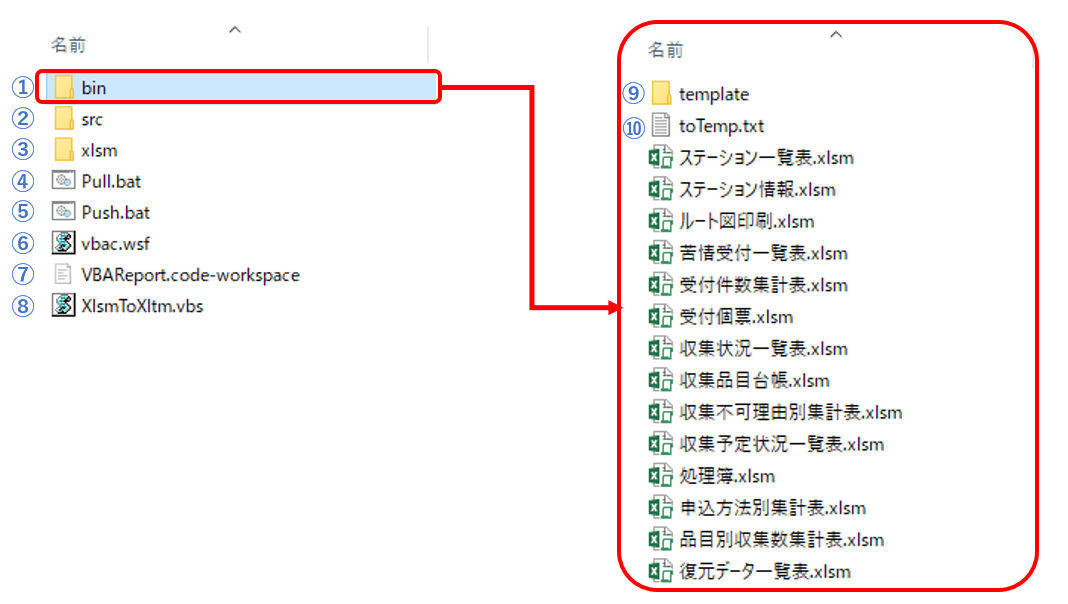 名前
① bin
② src
③ xlsm
④ Pull.bat
⑤ Push.bat
⑥ vbac.wsf
⑦ VBAReport.code-workspace
⑧ XlsmToXltm.vbs
名前
⑨ template
⑩ toTemp.txt
ステーション一覧表.xlsm
ステーション情報.xlsm
ルート図印刷.xlsm
苦情受付一覧表.xlsm
受付件数集計表.xlsm
受付個票.xlsm
収集状況一覧表.xlsm
収集品目台帳.xlsm
収集不可理由別集計表.xlsm
収集予定状況一覧表.xlsm
処理簿.xlsm
申込方法別集計表.xlsm
品目別収集数集計表.xlsm
復元データ一覧表.xlsm